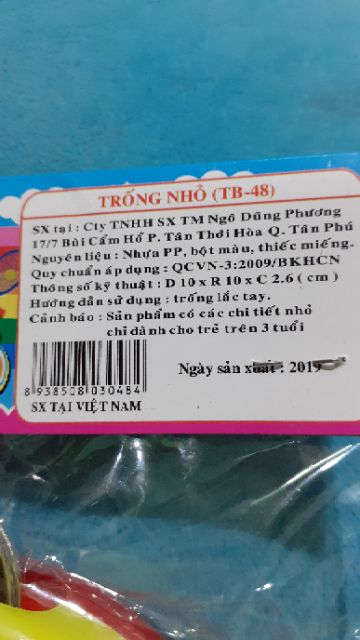 TRỐNG NHỎ (TB-48)
SX tại : Cty TNHH SX TM Ngô Dũng Phương
17/7 Bùi Cẩm Hổ P. Tân Thới Hòa Q. Tân Phú
Nguyên liệu : Nhựa PP, bột màu, thiếc miếng.
Quy chuẩn áp dụng : QCVN-3:2009/BKHCN
Thông số kỹ thuật : D 10 x R 10 x C 2.6 ( cm )
Hướng dẫn sử dụng : trống lắc tay.
Cảnh báo : Sản phẩm có các chi tiết nhỏ
chỉ dành cho trẻ trên 3 tuổi
Ngày sản xuất : 2019
8 938508 030484
SX TẠI VIỆT NAM